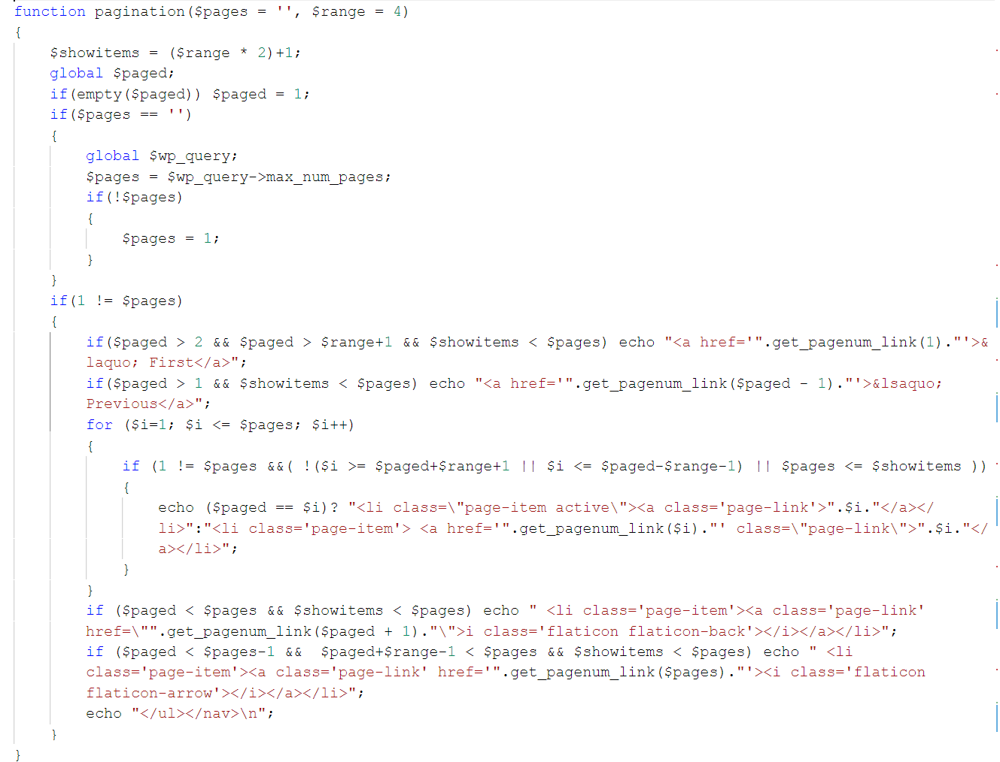 function pagination($pages = '', $range = 4)
{
$showitems = ($range * 2)+1;
global $paged;
if(empty($paged)) $paged = 1;
if($pages == '')
{
global $wp_query;
$pages = $wp_query->max_num_pages;
if(!$pages)
{
$pages = 1;
}
}
if(1 != $pages)
{
if($paged > 2 && $paged > $range+1 && $showitems < $pages) echo "<a href='".get_pagenum_link(1)."'>&
laquo; First</a>";
if($paged > 1 && $showitems < $pages) echo "<a href='".get_pagenum_link($paged - 1)."'>&lsaquo;
Previous</a>";
for ($i=1; $i <= $pages; $i++)
{
if (1 != $pages &&( !($i >= $paged+$range+1 || $i <= $paged-$range-1) || $pages <= $showitems ))
{
echo ($paged == $i)? "<li class=\"page-item active\"><a class='page-link'>".$i."</a></
li>":"<li class='page-item'> <a href='".get_pagenum_link($i)."' class=\"page-link\">".$i."</
a></li>";
}
}
if ($paged < $pages && $showitems < $pages) echo " <li class='page-item'><a class='page-link'
href=\"".get_pagenum_link($paged + 1)."\">i class='flaticon flaticon-back'></i></a></li>";
if ($paged < $pages-1 &&  $paged+$range-1 < $pages && $showitems < $pages) echo " <li
class='page-item'><a class='page-link' href='".get_pagenum_link($pages)."'><i class='flaticon
flaticon-arrow'></i></a></li>";
echo "</ul></nav>\n";
}
}